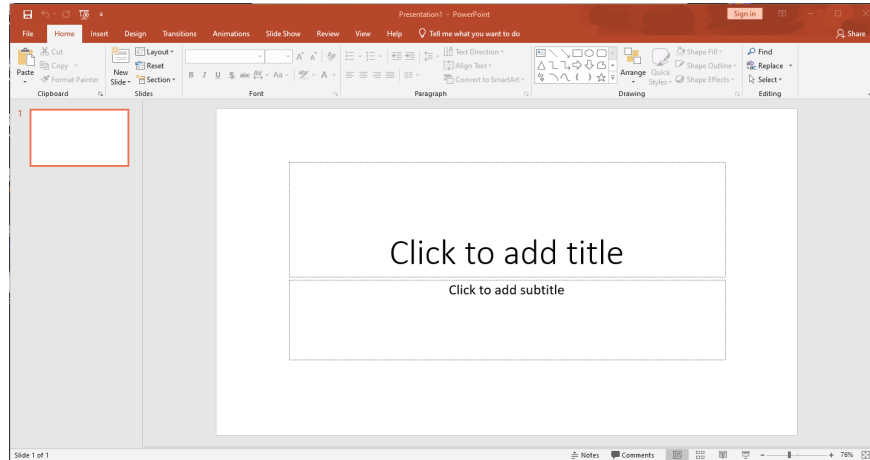 Presentation1 - PowerPoint
Sign in
File Home Insert Design Transitions Animations Slide Show Review View Help Tell me what you want to do Share
Cut
Copy
Format Painter
Paste
Clipboard
New Slide
Layout
Reset
Section
Slides
B I U S abc AV Aa A A A
Font
Text Direction
Align Text
Convert to SmartArt
Paragraph
Arrange
Quick Styles
Shape Fill
Shape Outline
Shape Effects
Drawing
Find
Replace
Select
Editing
1
Click to add title
Click to add subtitle
Slide 1 of 1
Notes Comments 76%